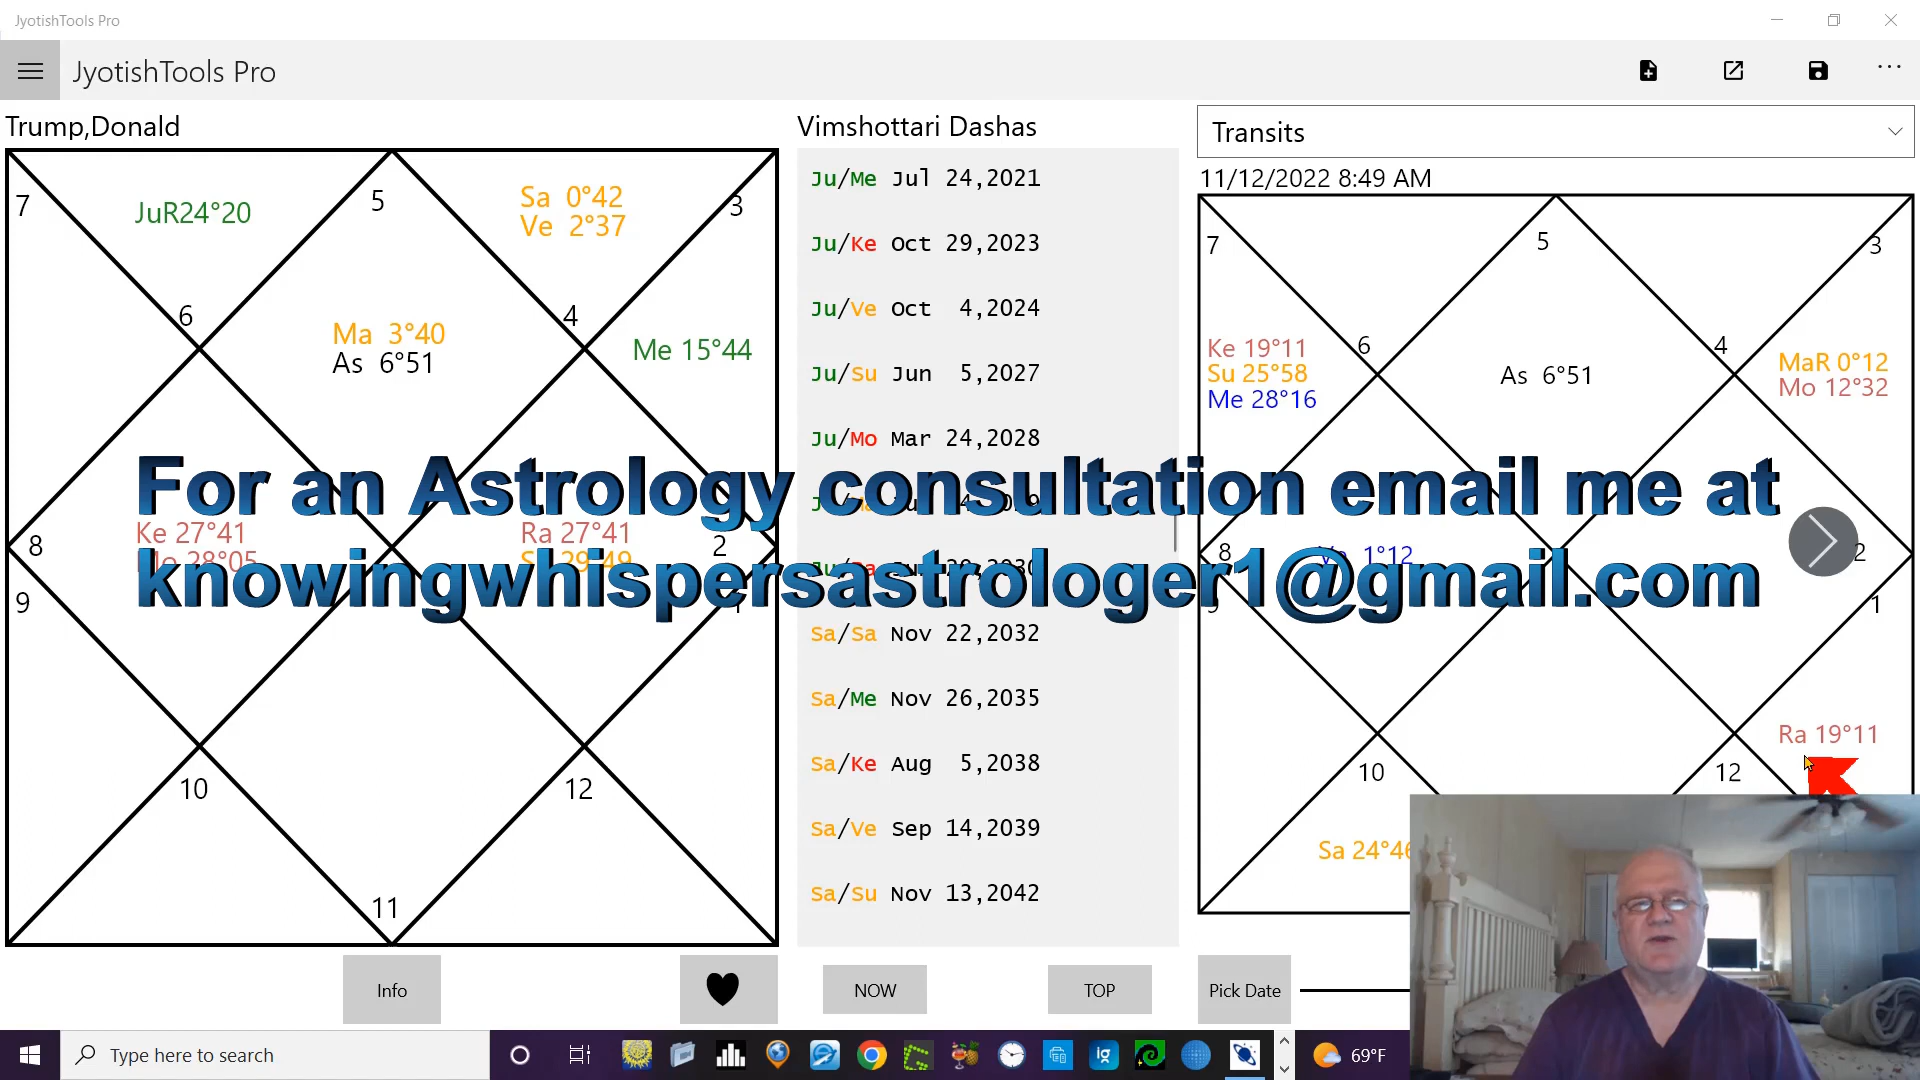 JyotishTools Pro
JyotishTools Pro
Trump,Donald
7
JuR24°20
5
Sa 0°42
Ve 2°37
3
6
4
Ma 3°40
As 6°51
Me 15°44
8
Ke 27°41
Mo 28°05
Ra 27°41
29°49
2
9
10
12
11
Vimshottari Dashas
Ju/Me Jul 24,2021
Ju/Ke Oct 29,2023
Ju/Ve Oct 4,2024
Ju/Su Jun 5,2027
Ju/Mo Mar 24,2028
Sa/Sa Nov 22,2032
Sa/Me Nov 26,2035
Sa/Ke Aug 5,2038
Sa/Ve Sep 14,2039
Sa/Su Nov 13,2042
Transits
11/12/2022 8:49 AM
7
5
3
Ke 19°11
Su 25°58
Me 28°16
6
4
As 6°51
MaR 0°12
Mo 12°32
8
1°12
2
1
Ra 19°11
10
12
Sa 24°46
For an Astrology consultation email me at
knowingwhispersastrologer1@gmail.com
Info
NOW
TOP
Pick Date
Type here to search
ig
69°F